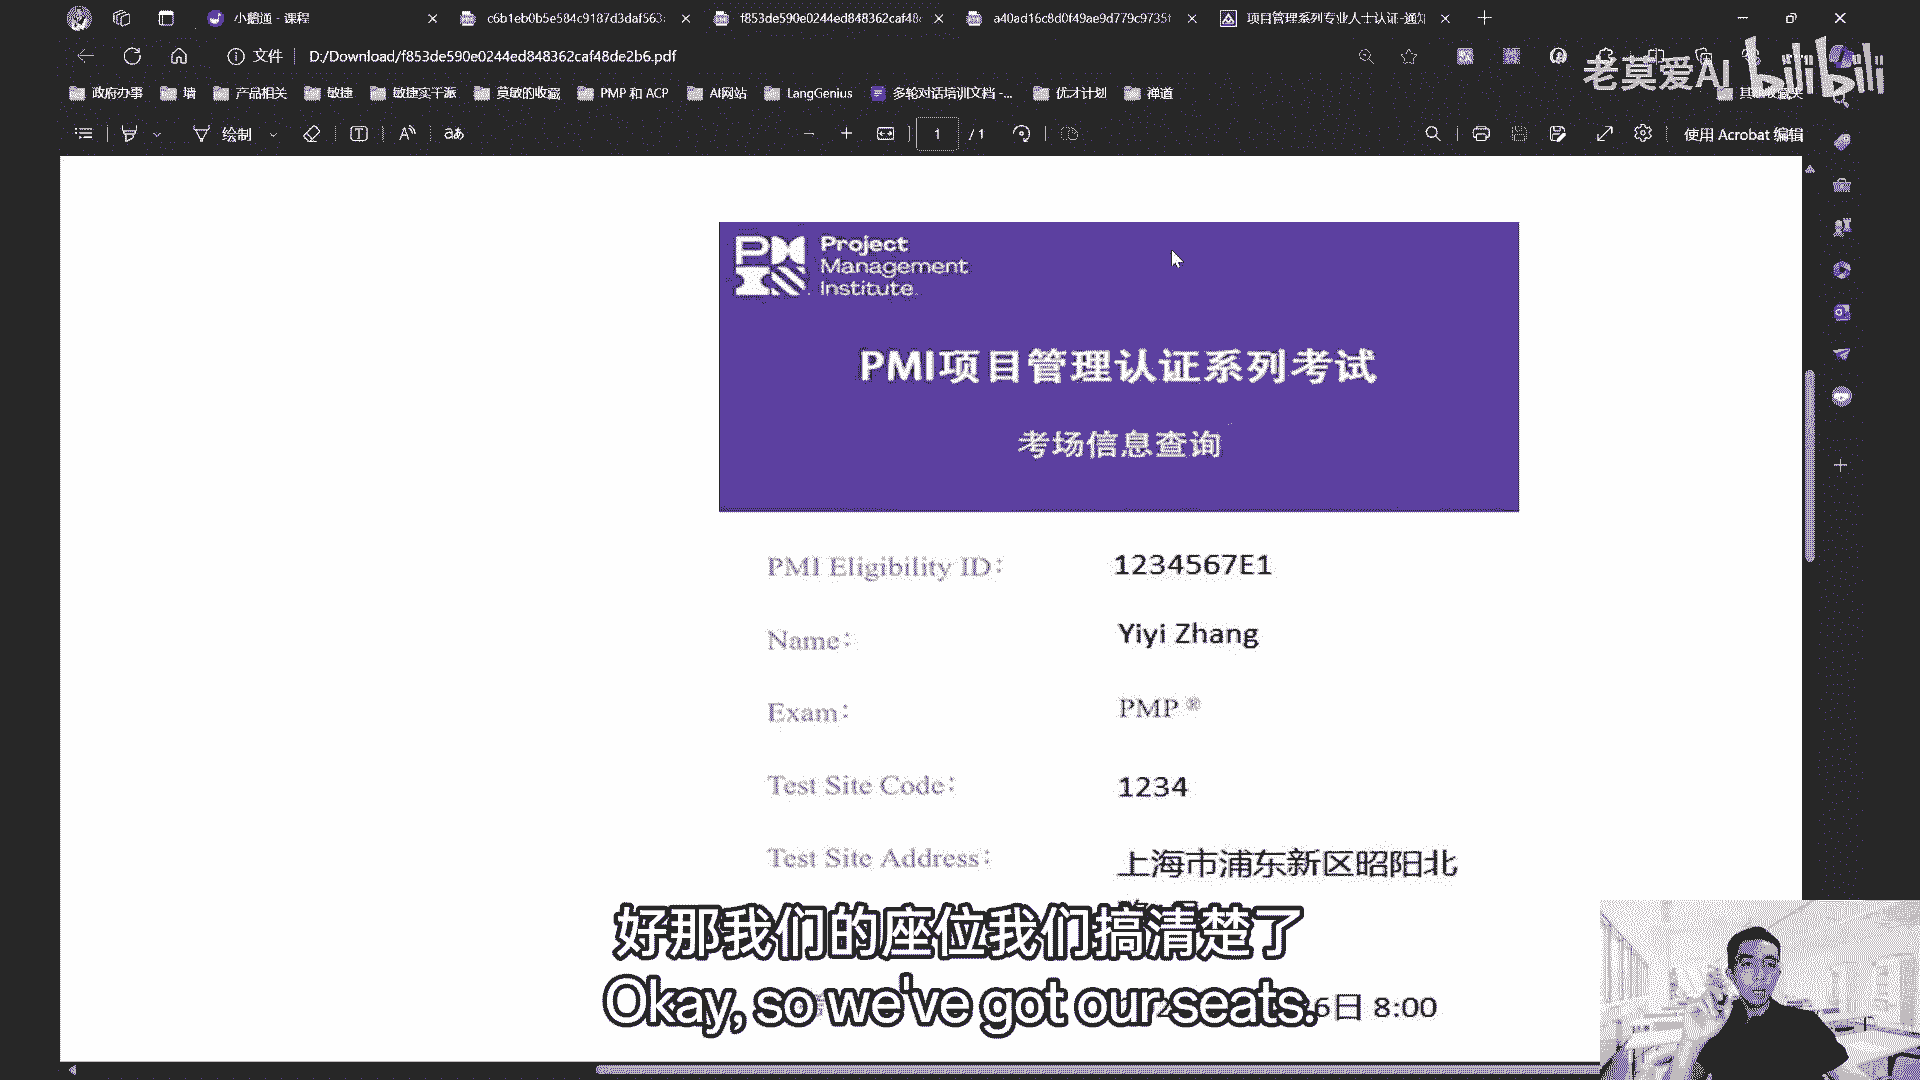 小鹅通 - 课程
c6b1eb0b5e584c9187d3daf563
f853de590e0244ed848362caf48
a40ad16c8d0f49ae9d779c9735f
项目管理系列专业人士认证-通知
文件 D:/Download/f853de590e0244ed848362caf48de2b6.pdf
老莫爱AI bilibili
政府办事 墙 产品相关 敏捷 敏捷实干派 莫敏的收藏 PMP 和 ACP AI网站 LangGenius 多轮对话培训文档 -... 优才计划 禅道
绘制 aあ 1 / 1 使用 Acrobat 编辑
Project
Management
Institute
PMI项目管理认证系列考试
考场信息查询
PMI Eligibility ID: 1234567E1
Name: Yiyi Zhang
Exam: PMP ®
Test Site Code: 1234
Test Site Address: 上海市浦东新区昭阳北
6日 8:00
好那我们的座位我们搞清楚了
Okay, so we've got our seats.